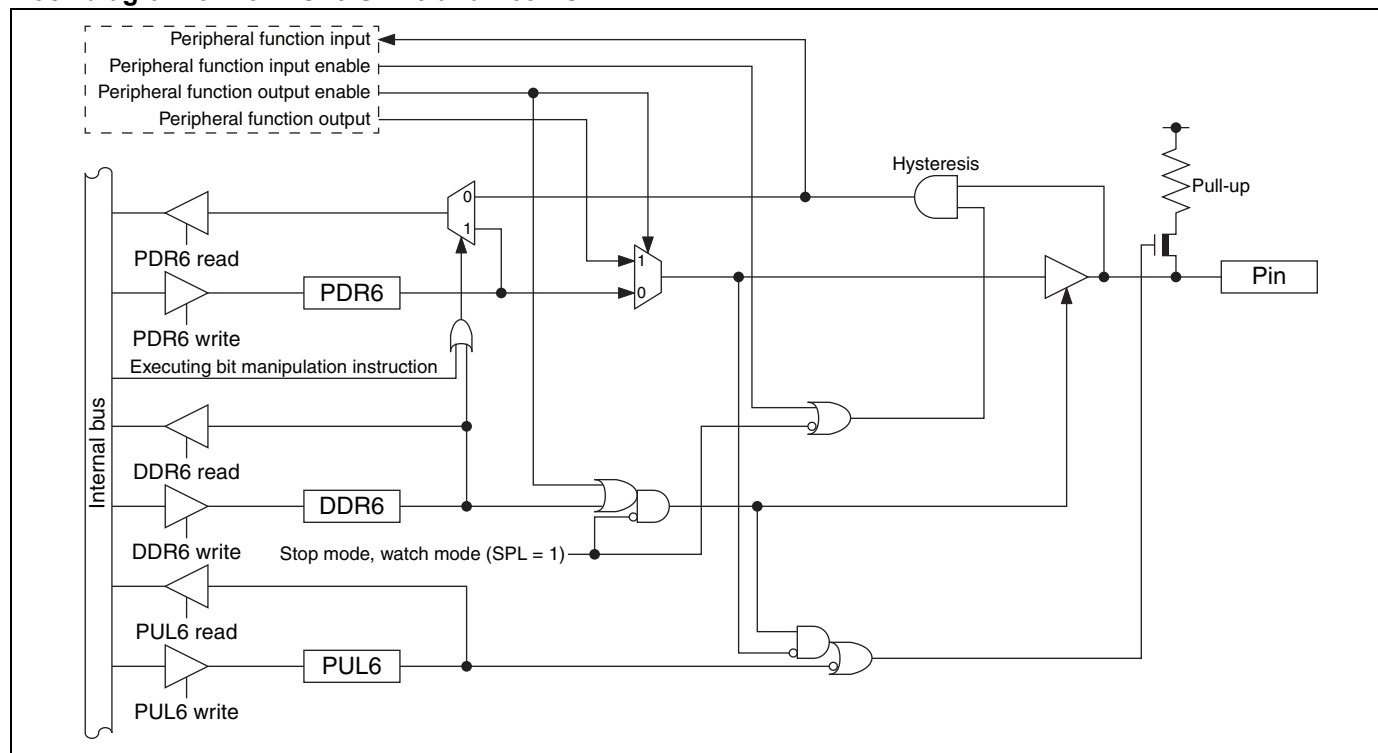 Peripheral function input
Peripheral function input enable
Peripheral function output enable
Peripheral function output
Hysteresis
Pull-up
0
1
PDR6 read
1
0
Pin
PDR6
PDR6 write
Executing bit manipulation instruction
Internal bus
DDR6 read
DDR6
DDR6 write
Stop mode, watch mode (SPL = 1)
PUL6 read
PUL6
PUL6 write